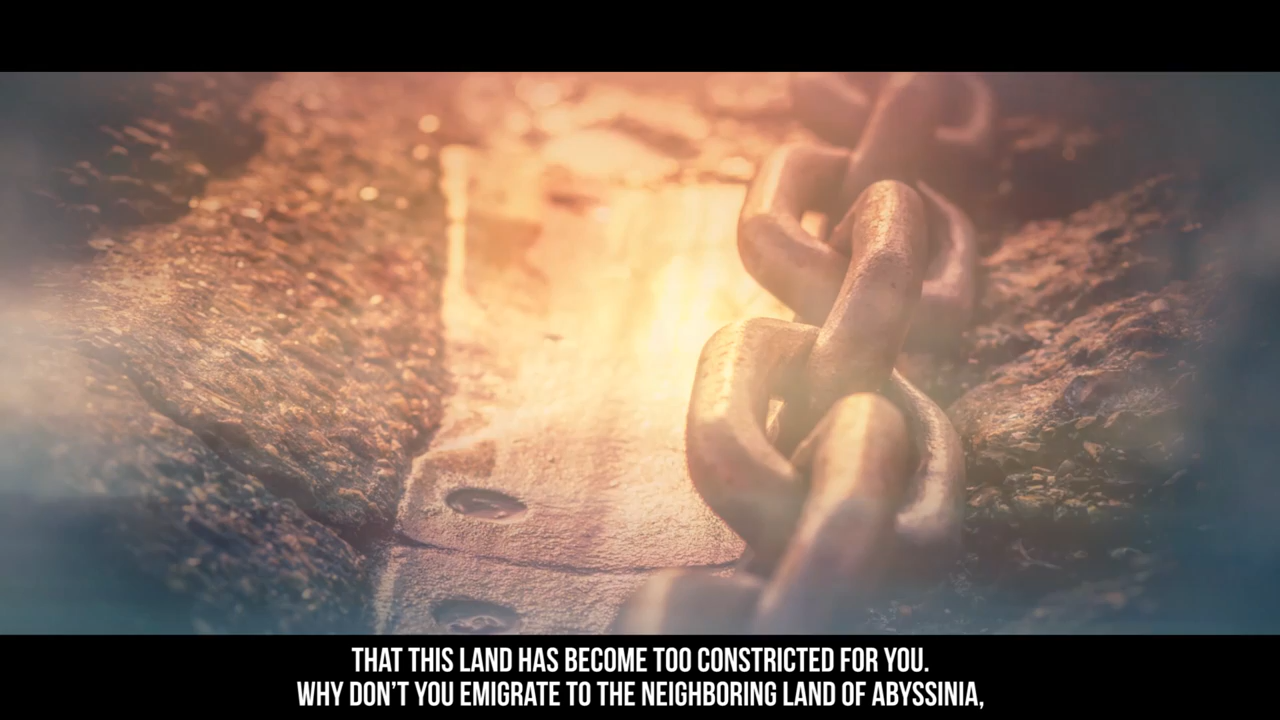 THAT THIS LAND HAS BECOME TOO CONSTRICTED FOR YOU.
WHY DON'T YOU EMIGRATE TO THE NEIGHBORING LAND OF ABYSSINIA,